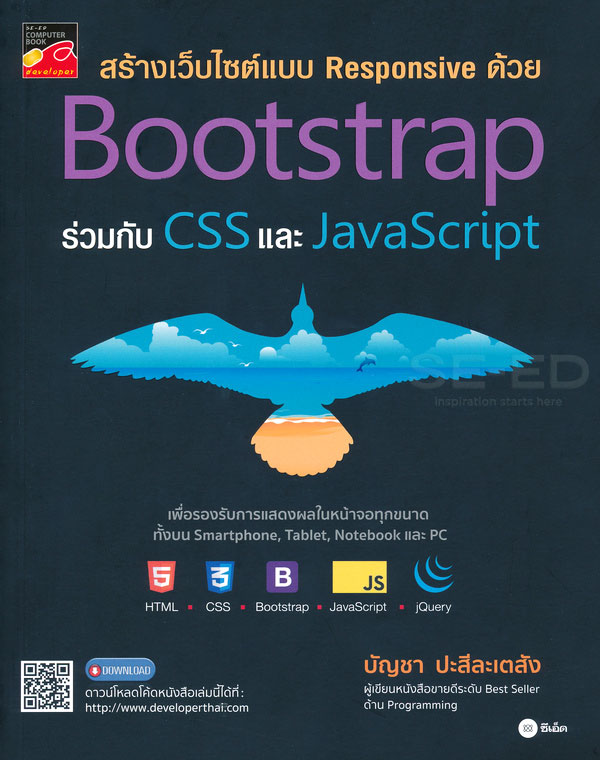 SE-ED
COMPUTER
BOOK
developer
สร้างเว็บไซต์แบบ Responsive ด้วย
Bootstrap
ร่วมกับ CSS และ JavaScript
SE-ED
inspiration starts here
เพื่อรองรับการแสดงผลในหน้าจอทุกขนาด
ทั้งบน Smartphone, Tablet, Notebook และ PC
5 3 B JS
HTML ▪ CSS ▪ Bootstrap ▪ JavaScript ▪ jQuery
DOWNLOAD
ดาวน์โหลดโค้ดหนังสือเล่มนี้ได้ที่ :
http://www.developerthai.com
บัญชา ปะสีละเตสัง
ผู้เขียนหนังสือขายดีระดับ Best Seller
ด้าน Programming
ซีเอ็ด